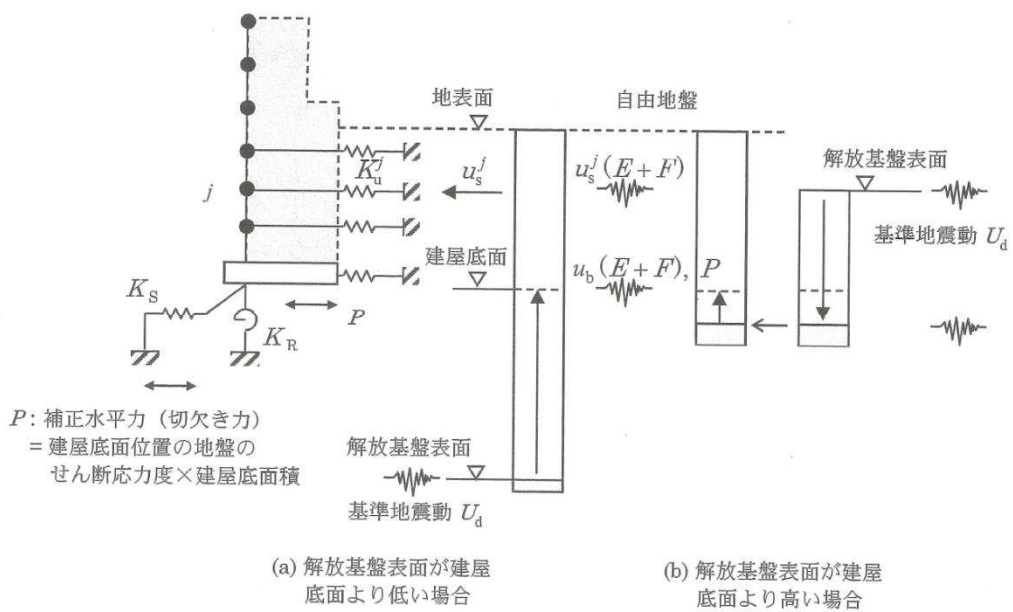 地表面
自由地盤
解放基盤表面
K_u^j
u_s^j
u_s^j (E + F)
j
基準地震動 U_d
建屋底面
u_b (E + F), P
K_S
P
K_R
P : 補正水平力（切欠き力）
= 建屋底面位置の地盤の
せん断応力度×建屋底面積
解放基盤表面
基準地震動 U_d
(a) 解放基盤表面が建屋
底面より低い場合
(b) 解放基盤表面が建屋
底面より高い場合